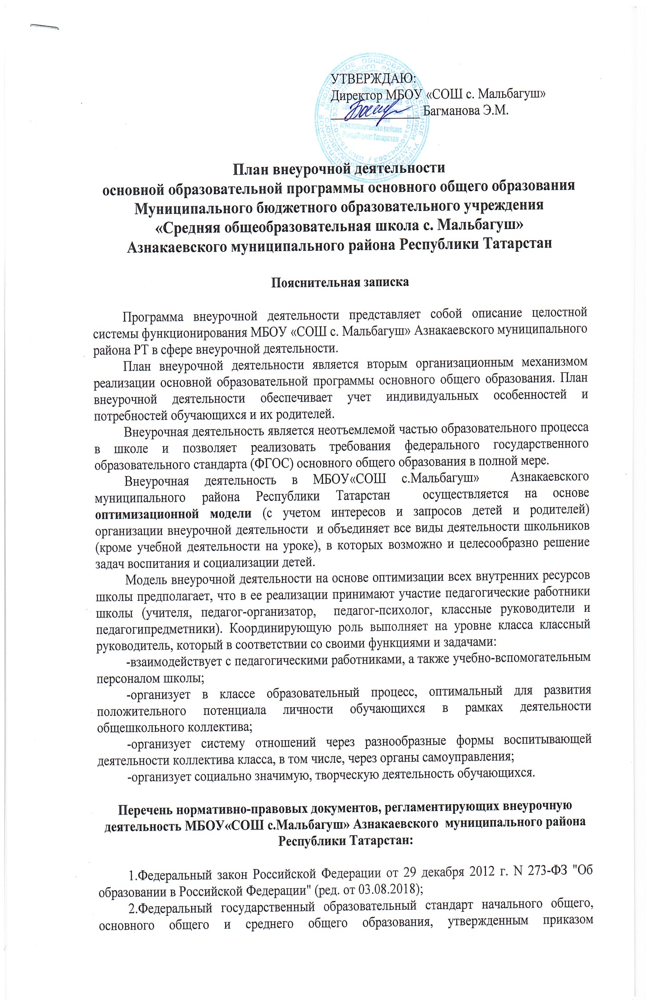 УТВЕРЖДАЮ:
Директор МБОУ «СОШ с. Мальбагуш»
Багманова Э.М.
План внеурочной деятельности
основной образовательной программы основного общего образования
Муниципального бюджетного образовательного учреждения
«Средняя общеобразовательная школа с. Мальбагуш»
Азнакаевского муниципального района Республики Татарстан
Пояснительная записка
Программа внеурочной деятельности представляет собой описание целостной
системы функционирования МБОУ «СОШ с. Мальбагуш» Азнакаевского муниципального
района РТ в сфере внеурочной деятельности.
План внеурочной деятельности является вторым организационным механизмом
реализации основной образовательной программы основного общего образования. План
внеурочной деятельности обеспечивает учет индивидуальных особенностей и
потребностей обучающихся и их родителей.
Внеурочная деятельность является неотъемлемой частью образовательного процесса
в школе и позволяет реализовать требования федерального государственного
образовательного стандарта (ФГОС) основного общего образования в полной мере.
Внеурочная деятельность в МБОУ«СОШ с.Мальбагуш» Азнакаевского
муниципального района Республики Татарстан осуществляется на основе
оптимизационной модели (с учетом интересов и запросов детей и родителей)
организации внеурочной деятельности и объединяет все виды деятельности школьников
(кроме учебной деятельности на уроке), в которых возможно и целесообразно решение
задач воспитания и социализации детей.
Модель внеурочной деятельности на основе оптимизации всех внутренних ресурсов
школы предполагает, что в ее реализации принимают участие педагогические работники
школы (учителя, педагог-организатор, педагог-психолог, классные руководители и
педагогипредметники). Координирующую роль выполняет на уровне класса классный
руководитель, который в соответствии со своими функциями и задачами:
-взаимодействует с педагогическими работниками, а также учебно-вспомогательным
персоналом школы;
-организует в классе образовательный процесс, оптимальный для развития
положительного потенциала личности обучающихся в рамках деятельности
общешкольного коллектива;
-организует систему отношений через разнообразные формы воспитывающей
деятельности коллектива класса, в том числе, через органы самоуправления;
-организует социально значимую, творческую деятельность обучающихся.
Перечень нормативно-правовых документов, регламентирующих внеурочную
деятельность МБОУ«СОШ с.Мальбагуш» Азнакаевского муниципального района
Республики Татарстан:
1.Федеральный закон Российской Федерации от 29 декабря 2012 г. N 273-ФЗ "Об
образовании в Российской Федерации" (ред. от 03.08.2018);
2.Федеральный государственный образовательный стандарт начального общего,
основного общего и среднего общего образования, утвержденным приказом